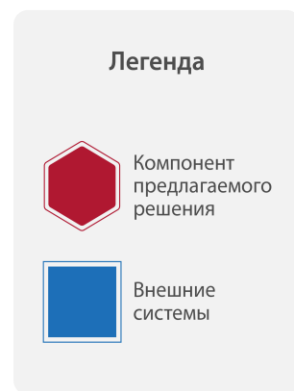 Легенда
Компонент
предлагаемого
решения
Внешние
системы